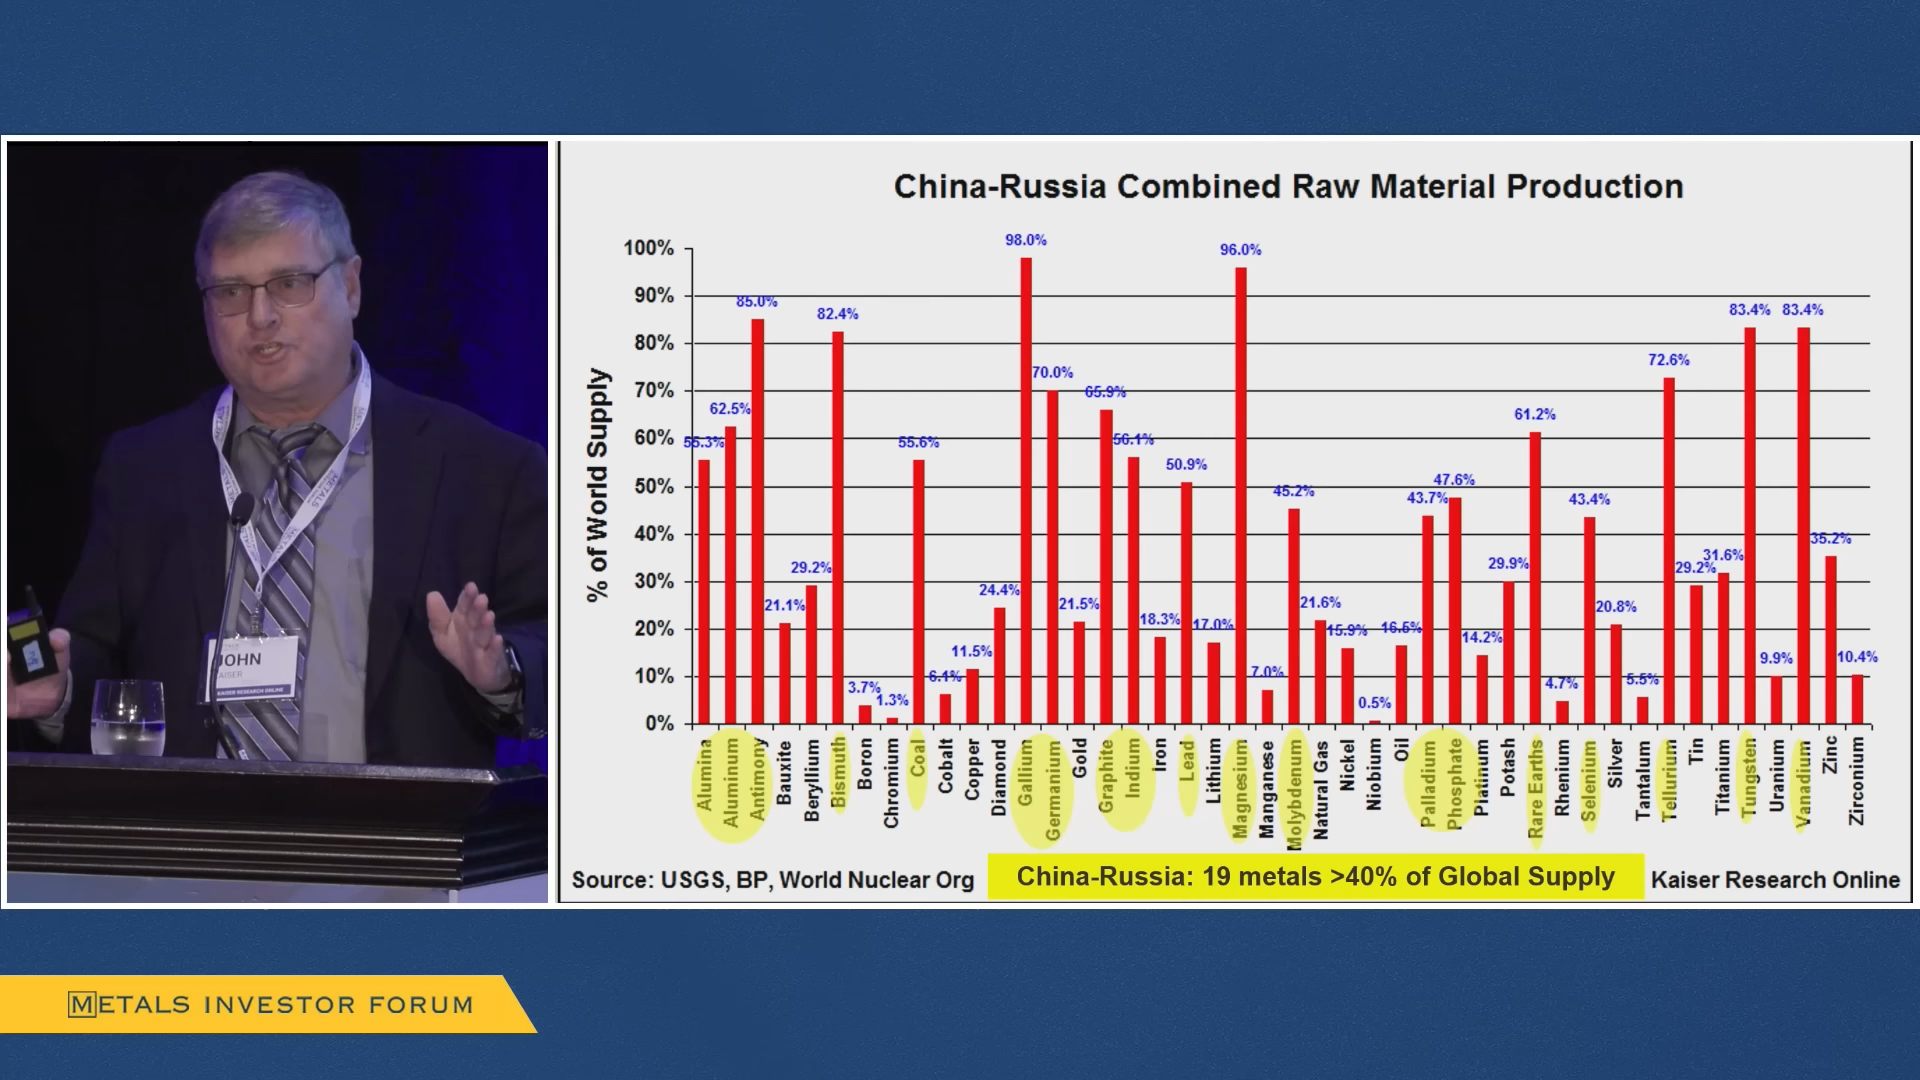 China-Russia Combined Raw Material Production
% of World Supply
100%
90%
80%
70%
60%
50%
40%
30%
20%
10%
0%
55.3%
62.5%
85.0%
21.1%
29.2%
82.4%
3.7%
1.3%
55.6%
6.1%
11.5%
24.4%
98.0%
70.0%
21.5%
65.9%
56.1%
18.3%
50.9%
17.0%
96.0%
7.0%
45.2%
21.6%
15.9%
0.5%
16.5%
43.7%
47.6%
14.2%
29.9%
61.2%
4.7%
43.4%
20.8%
5.5%
72.6%
29.2%
31.6%
83.4%
9.9%
83.4%
35.2%
10.4%
Alumina
Aluminum
Antimony
Bauxite
Beryllium
Bismuth
Boron
Chromium
Coal
Cobalt
Copper
Diamond
Gallium
Germanium
Gold
Graphite
Indium
Iron
Lead
Lithium
Magnesium
Manganese
Molybdenum
Natural Gas
Nickel
Niobium
Oil
Palladium
Phosphate
Platinum
Potash
Rare Earths
Rhenium
Selenium
Silver
Tantalum
Tellurium
Tin
Titanium
Tungsten
Uranium
Vanadium
Zinc
Zirconium
Source: USGS, BP, World Nuclear Org
China-Russia: 19 metals >40% of Global Supply
Kaiser Research Online
JOHN
KAISER RESEARCH ONLINE
METALS INVESTOR FORUM